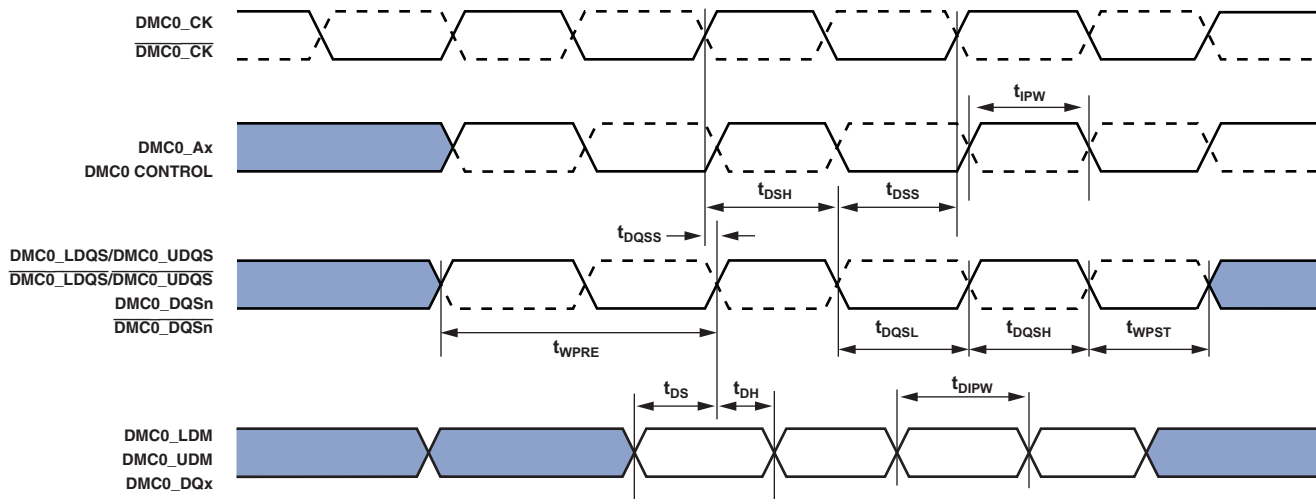 DMC0_CK
DMC0_CK
tIPW
DMC0_Ax
DMC0 CONTROL
tDSH
tDSS
tDQSS
DMC0_LDQS/DMC0_UDQS
DMC0_LDQS/DMC0_UDQS
DMC0_DQSn
DMC0_DQSn
tDQSL
tDQSH
tWPST
tWPRE
tDS
tDH
tDIPW
DMC0_LDM
DMC0_UDM
DMC0_DQx